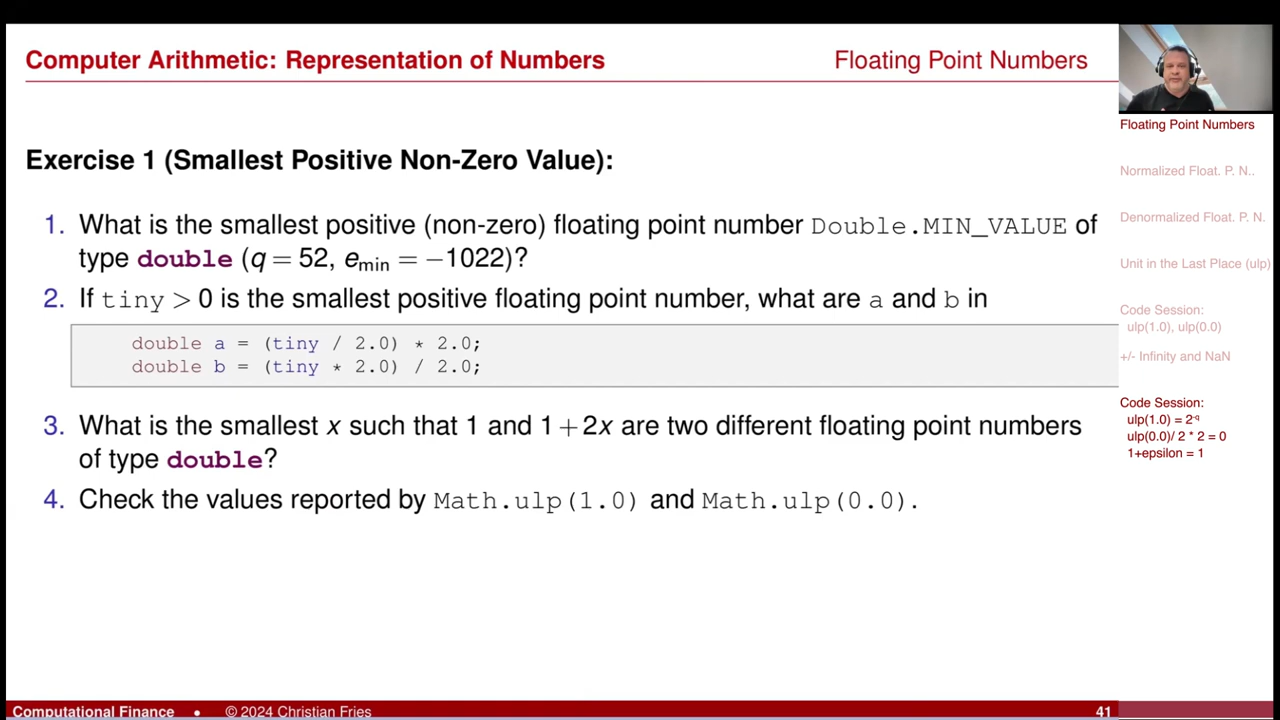 Computer Arithmetic: Representation of Numbers
Floating Point Numbers
Exercise 1 (Smallest Positive Non-Zero Value):
1. What is the smallest positive (non-zero) floating point number Double.MIN_VALUE of
type double (q = 52, e_min = −1022)?
2. If tiny > 0 is the smallest positive floating point number, what are a and b in
double a = (tiny / 2.0) * 2.0;
double b = (tiny * 2.0) / 2.0;
3. What is the smallest x such that 1 and 1 + 2x are two different floating point numbers
of type double?
4. Check the values reported by Math.ulp(1.0) and Math.ulp(0.0).
Floating Point Numbers
Normalized Float. P. N..
Denormalized Float. P. N.
Unit in the Last Place (ulp)
Code Session:
ulp(1.0), ulp(0.0)
+/- Infinity and NaN
Code Session:
ulp(1.0) = 2^-q
ulp(0.0)/ 2 * 2 = 0
1+epsilon = 1
Computational Finance • © 2024 Christian Fries
41